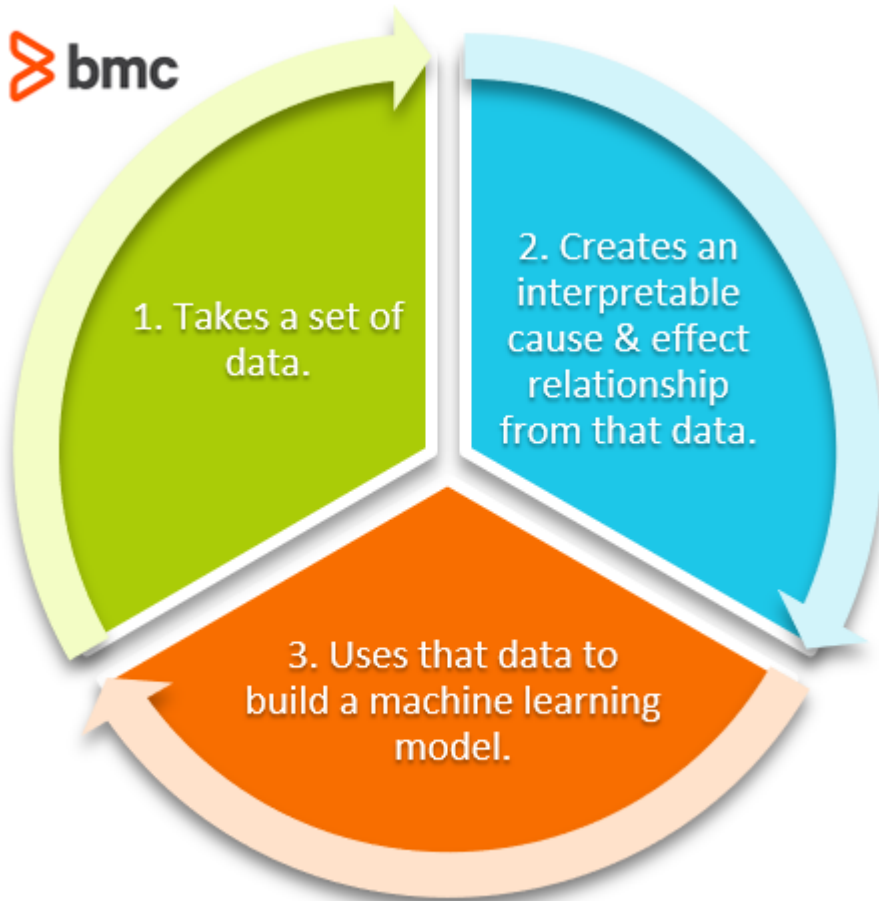 bmc
1. Takes a set of
data.
2. Creates an
interpretable
cause & effect
relationship
from that data.
3. Uses that data to
build a machine learning
model.